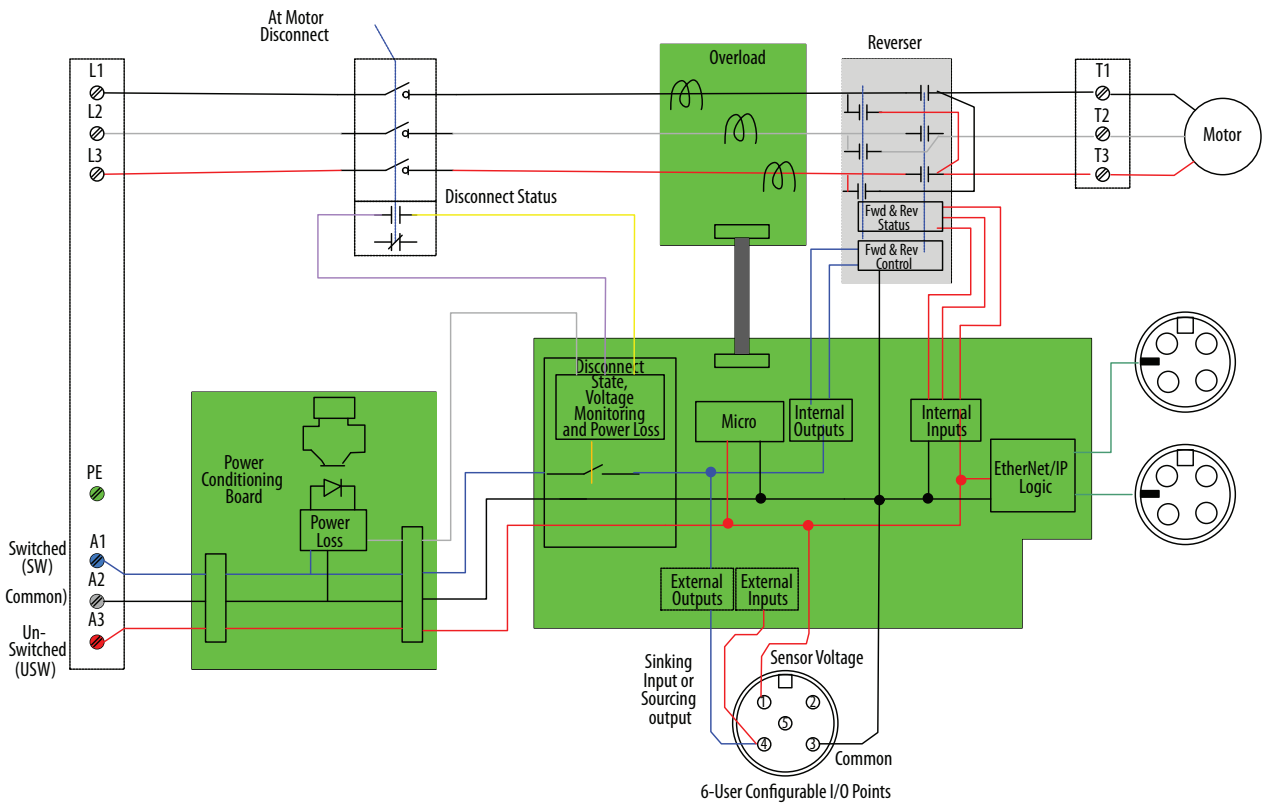 At Motor
Disconnect
L1
L2
L3
PE
A1
Switched
(SW)
A2
Common)
A3
Un-
Switched
(USW)
Disconnect Status
Overload
Reverser
Fwd & Rev
Status
Fwd & Rev
Control
T1
T2
T3
Motor
Power
Conditioning
Board
Power
Loss
Disconnect
State,
Voltage
Monitoring
and Power Loss
Micro
Internal
Outputs
Internal
Inputs
EtherNet/IP
Logic
External
Outputs
External
Inputs
Sinking
Input or
Sourcing
output
Sensor Voltage
1
2
5
4
3
Common
6-User Configurable I/O Points